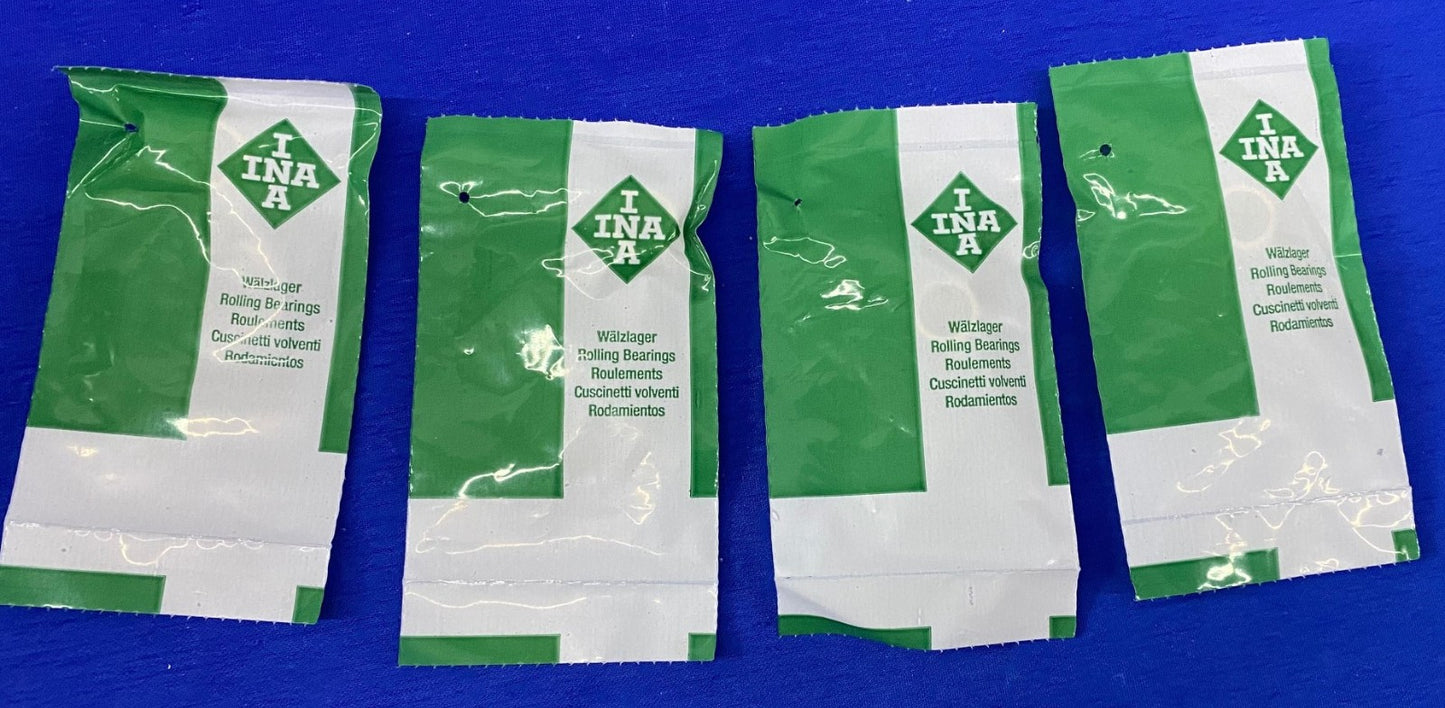 I
INA
A
Wälzlager
Rolling Bearings
Roulements
Cuscinetti volventi
Rodamientos
I
INA
A
Wälzlager
Rolling Bearings
Roulements
Cuscinetti volventi
Rodamientos
I
INA
A
Wälzlager
Rolling Bearings
Roulements
Cuscinetti volventi
Rodamientos
I
INA
A
Wälzlager
Rolling Bearings
Roulements
Cuscinetti volventi
Rodamientos